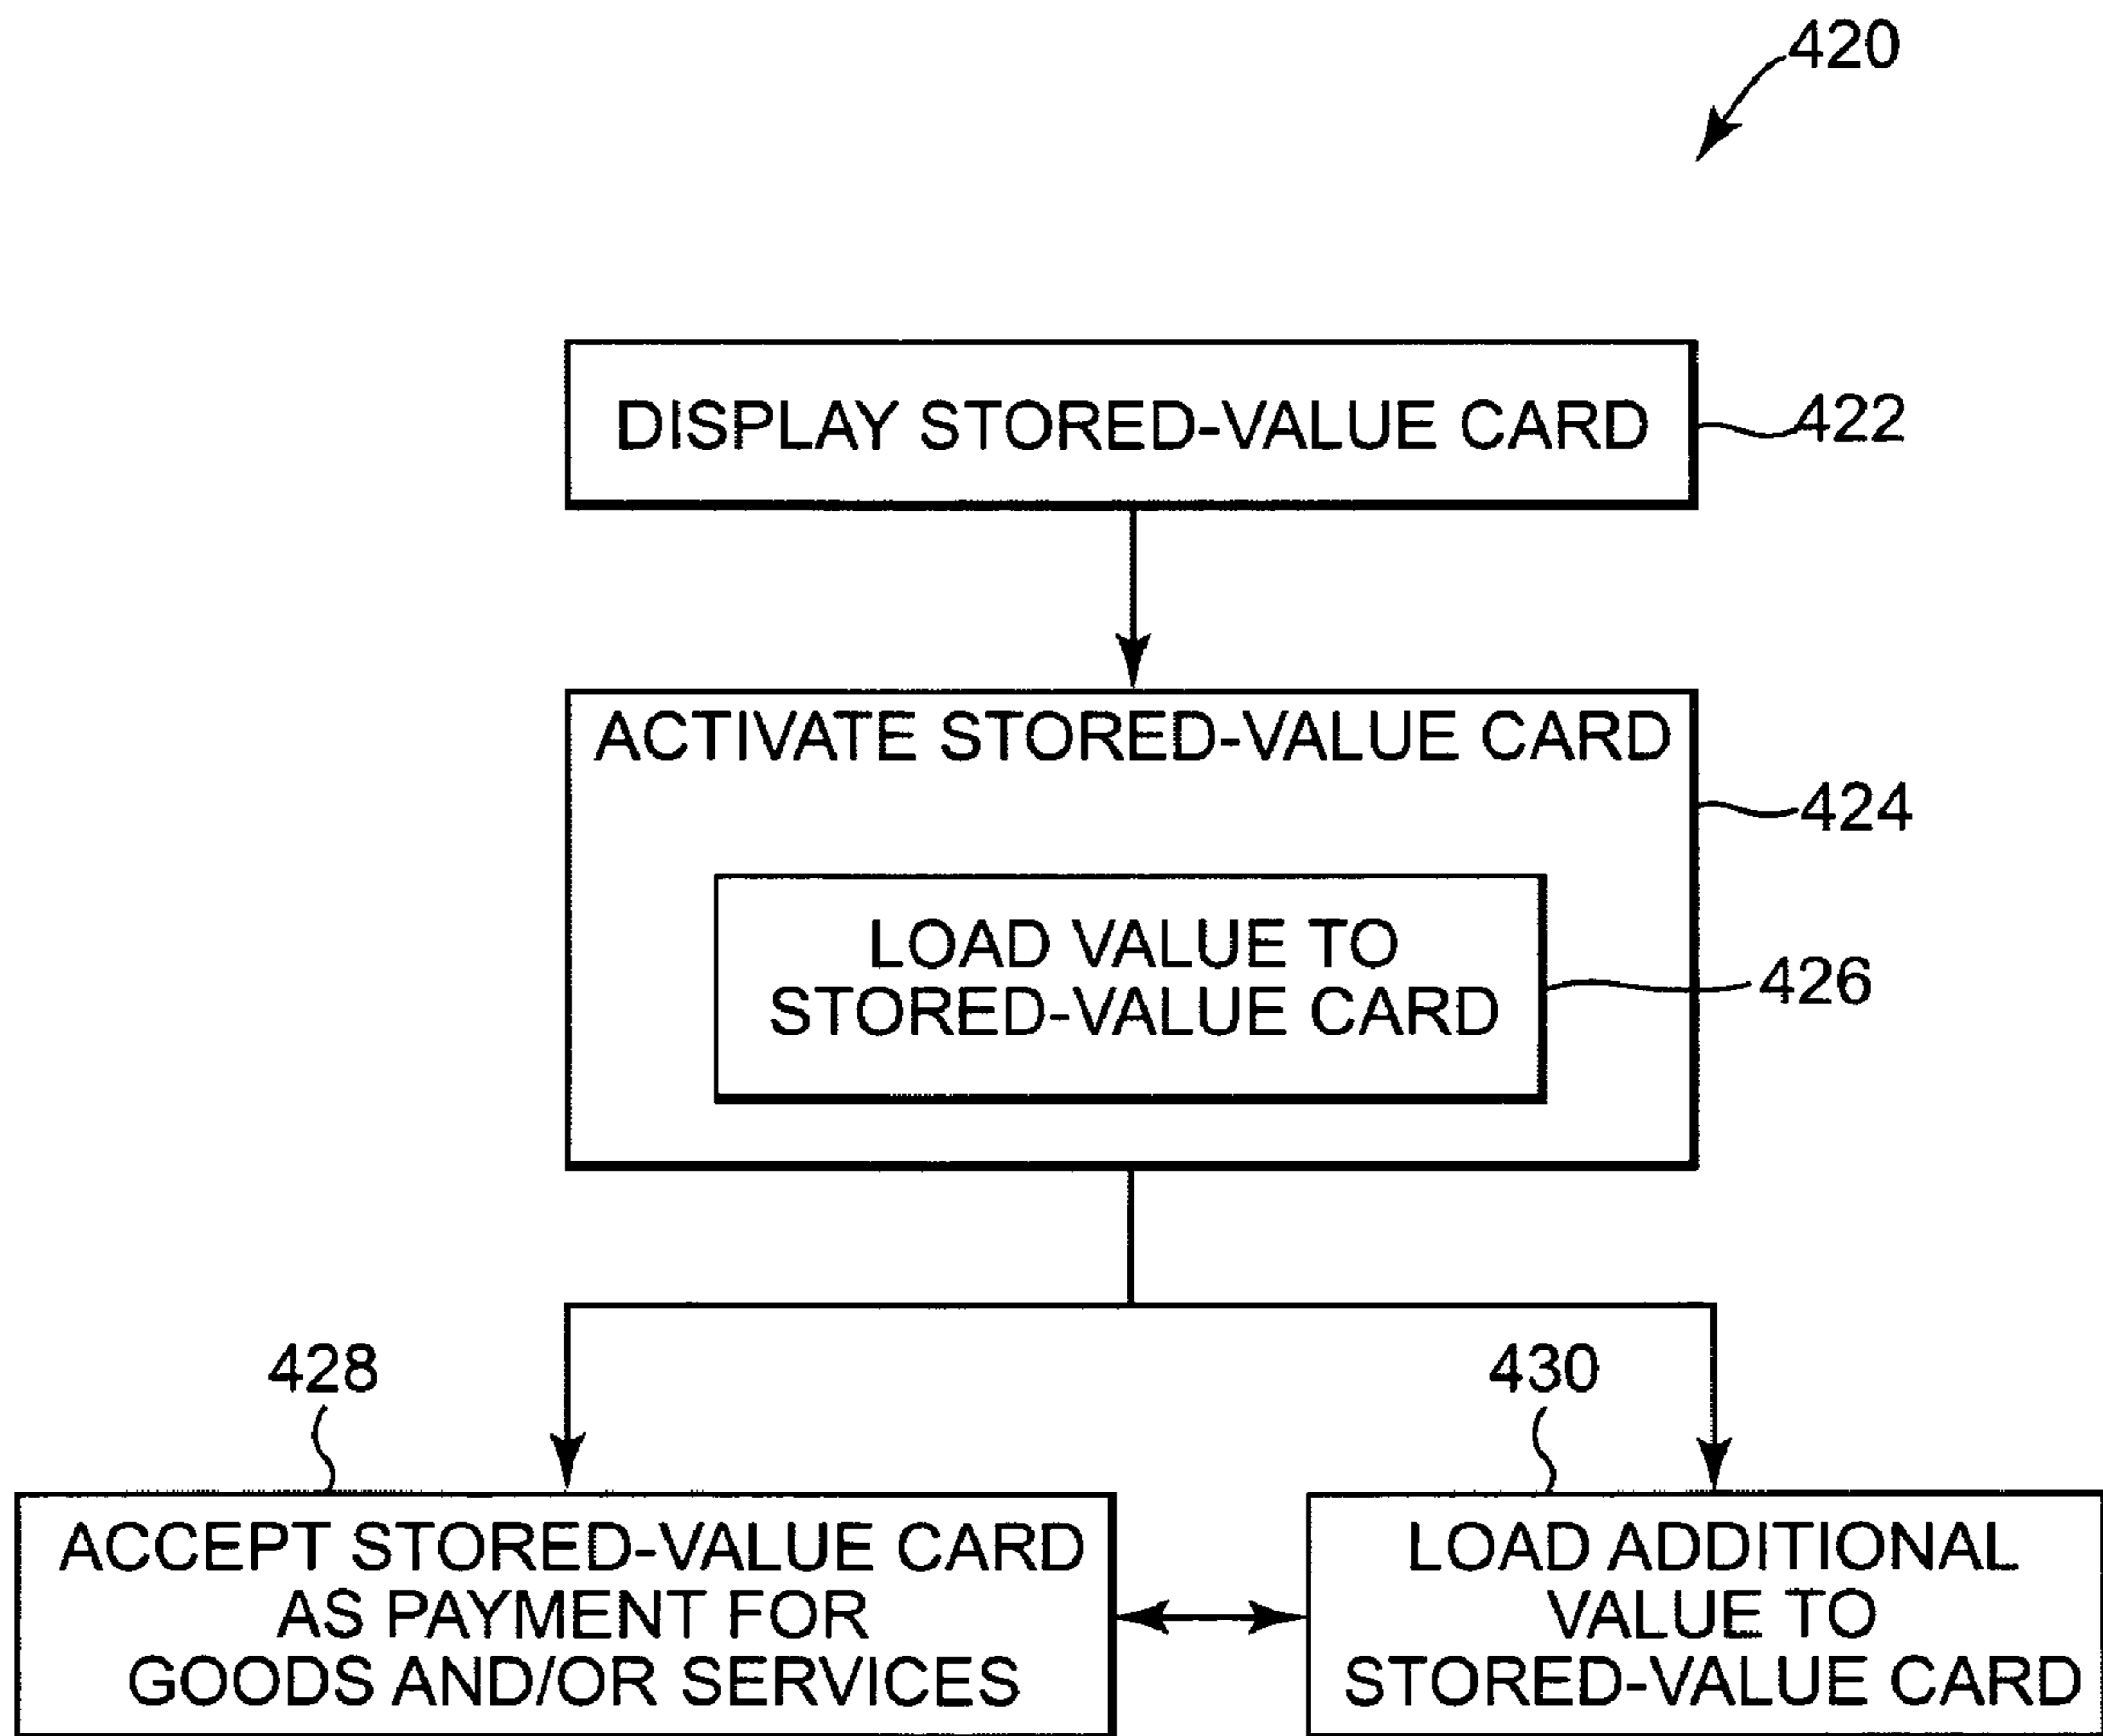 420
DISPLAY STORED-VALUE CARD
422
ACTIVATE STORED-VALUE CARD
424
LOAD VALUE TO
STORED-VALUE CARD
426
428
430
ACCEPT STORED-VALUE CARD
AS PAYMENT FOR
GOODS AND/OR SERVICES
LOAD ADDITIONAL
VALUE TO
STORED-VALUE CARD